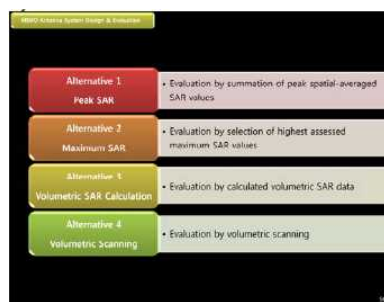 MIMO Antenna System Design & Evaluation
Alternative 1
Peak SAR
• Evaluation by summation of peak spatial-averaged
SAR values
Alternative 2
Maximum SAR
• Evaluation by selection of highest assessed
maximum SAR values
Alternative 3
Volumetric SAR Calculation
• Evaluation by calculated volumetric SAR data
Alternative 4
Volumetric Scanning
• Evaluation by volumetric scanning